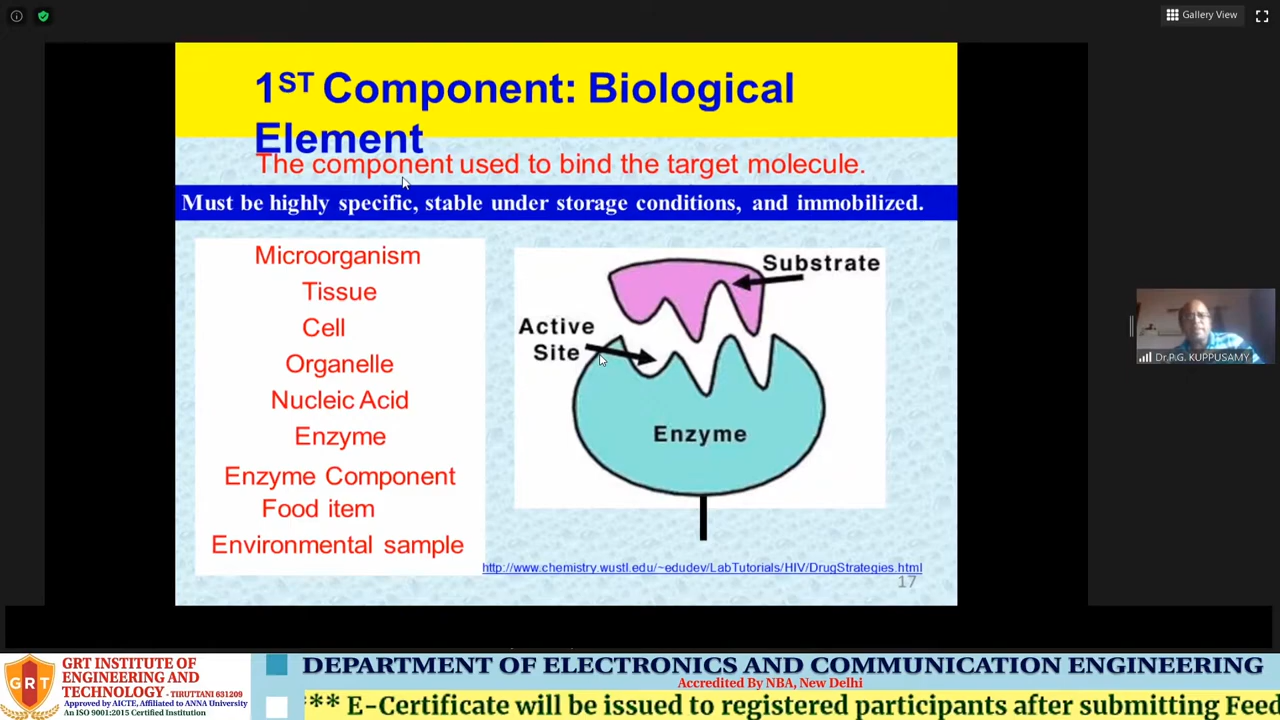 Gallery View
1ST Component: Biological
Element
The component used to bind the target molecule.
Must be highly specific, stable under storage conditions, and immobilized.
Microorganism
Tissue
Cell
Organelle
Nucleic Acid
Enzyme
Enzyme Component
Food item
Environmental sample
Substrate
Active
Site
Enzyme
http://www.chemistry.wustl.edu/~edudev/LabTutorials/HIV/DrugStrategies.html
17
Dr.P.G. KUPPUSAMY
GRT
GRT INSTITUTE OF
ENGINEERING AND
TECHNOLOGY - TIRUTTANI 631209
Approved by AICTE, Affiliated to ANNA University
An ISO 9001:2015 Certified Institution
DEPARTMENT OF ELECTRONICS AND COMMUNICATION ENGINEERING
Accredited By NBA, New Delhi
*** E-Certificate will be issued to registered participants after submitting Feed